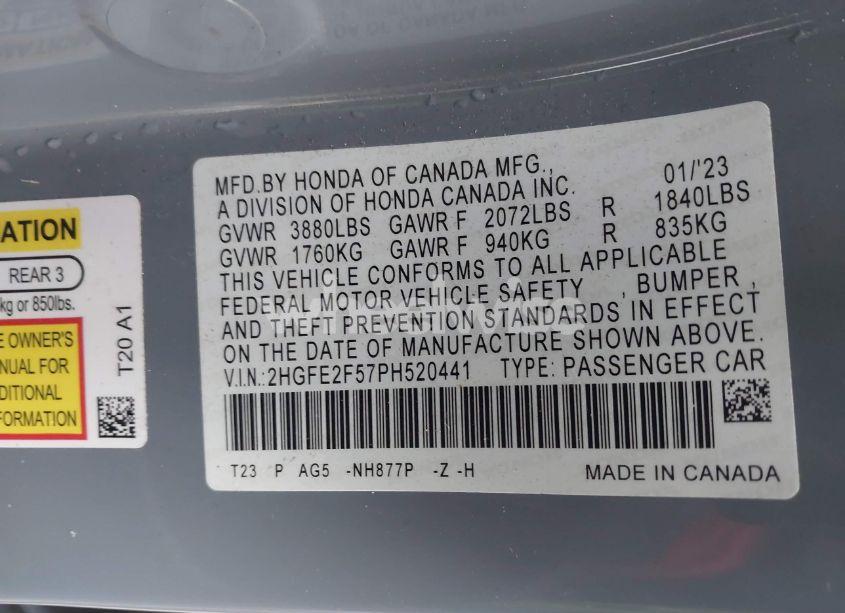 ATION
REAR 3
kg or 850lbs.
E OWNER'S
NUAL FOR
DITIONAL
FORMATION
T20 A1
MFD.BY HONDA OF CANADA MFG., 01/'23
A DIVISION OF HONDA CANADA INC.
GVWR 3880LBS GAWR F 2072LBS R 1840LBS
GVWR 1760KG GAWR F 940KG R 835KG
THIS VEHICLE CONFORMS TO ALL APPLICABLE
FEDERAL MOTOR VEHICLE SAFETY , BUMPER ,
AND THEFT PREVENTION STANDARDS IN EFFECT
ON THE DATE OF MANUFACTURE SHOWN ABOVE.
V.I.N.:2HGFE2F57PH520441 TYPE: PASSENGER CAR
T23 P AG5 -NH877P -Z -H MADE IN CANADA